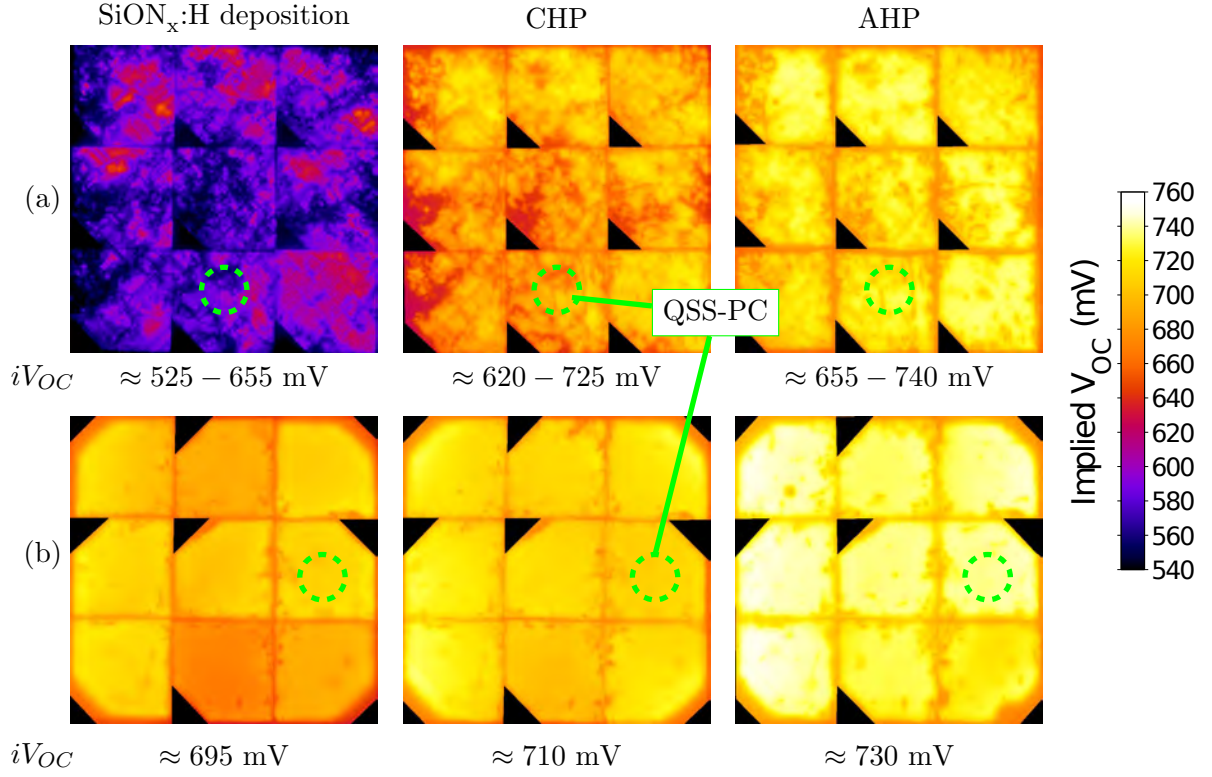 SiONx:H deposition
CHP
AHP
(a)
QSS-PC
iVOC
≈ 525 − 655 mV
≈ 620 − 725 mV
≈ 655 − 740 mV
(b)
iVOC
≈ 695 mV
≈ 710 mV
≈ 730 mV
Implied VOC (mV)
760
740
720
700
680
660
640
620
600
580
560
540